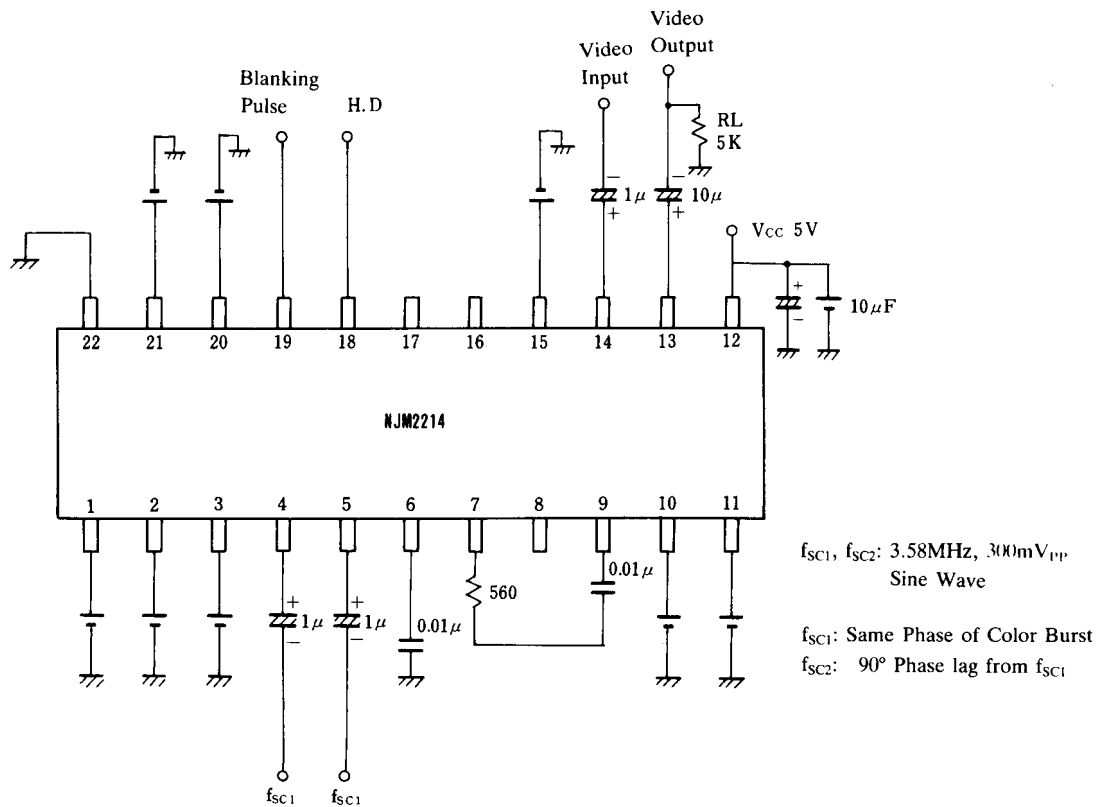 Video
Output
Video
Input
Blanking
Pulse
H.D
RL
5K
− 1μ +
− 10μ +
Vcc 5V
+ − 10μF
22 21 20 19 18 17 16 15 14 13 12
NJM2214
1 2 3 4 5 6 7 8 9 10 11
+ 1μ −
+ 1μ −
0.01μ
560
0.01μ
fSC1, fSC2: 3.58MHz, 300mVPP
Sine Wave
fSC1: Same Phase of Color Burst
fSC2: 90° Phase lag from fSC1
fSC1 fSC1